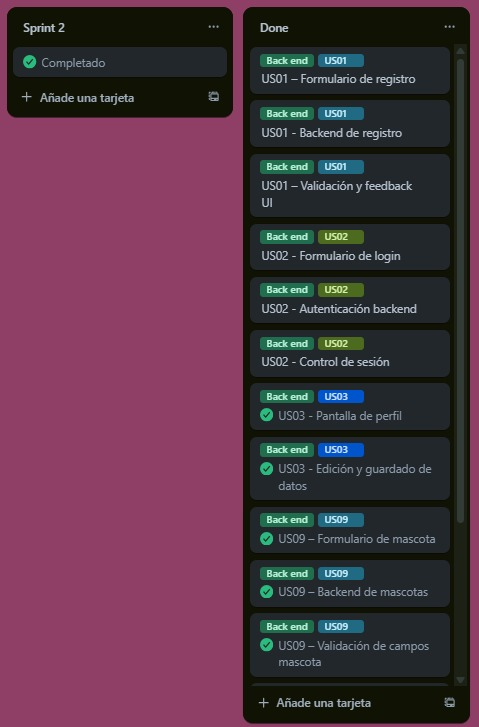 Sprint 2
Completado
Añade una tarjeta
Done
Back end US01
US01 – Formulario de registro
Back end US01
US01 - Backend de registro
Back end US01
US01 – Validación y feedback
UI
Back end US02
US02 - Formulario de login
Back end US02
US02 - Autenticación backend
Back end US02
US02 - Control de sesión
Back end US03
US03 - Pantalla de perfil
Back end US03
US03 - Edición y guardado de
datos
Back end US09
US09 – Formulario de mascota
Back end US09
US09 – Backend de mascotas
Back end US09
US09 – Validación de campos
mascota
Añade una tarjeta